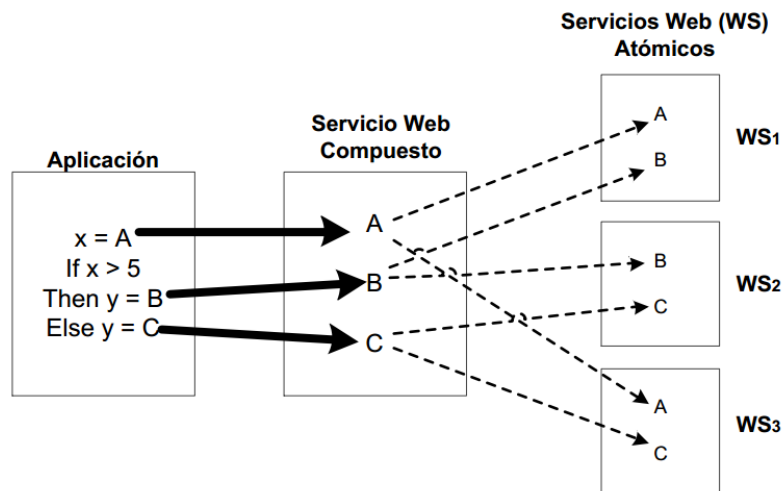 Aplicación
x = A
If x > 5
Then y = B
Else y = C
Servicio Web
Compuesto
A
B
C
Servicios Web (WS)
Atómicos
A
B
WS1
B
C
WS2
A
C
WS3